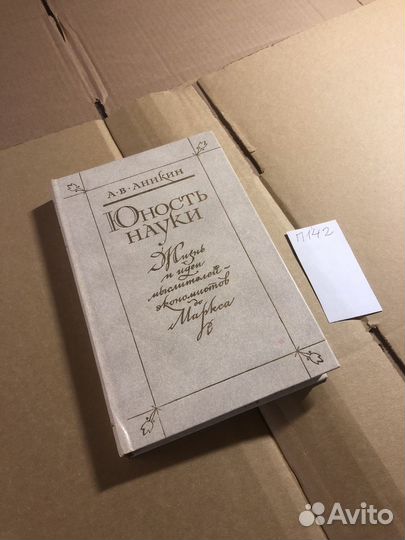 А·В·АНИКИН
ЮНОСТЬ
НАУКИ
Жизнь
и идеи
мыслителей-
экономистов
до
Маркса
П142
Avito